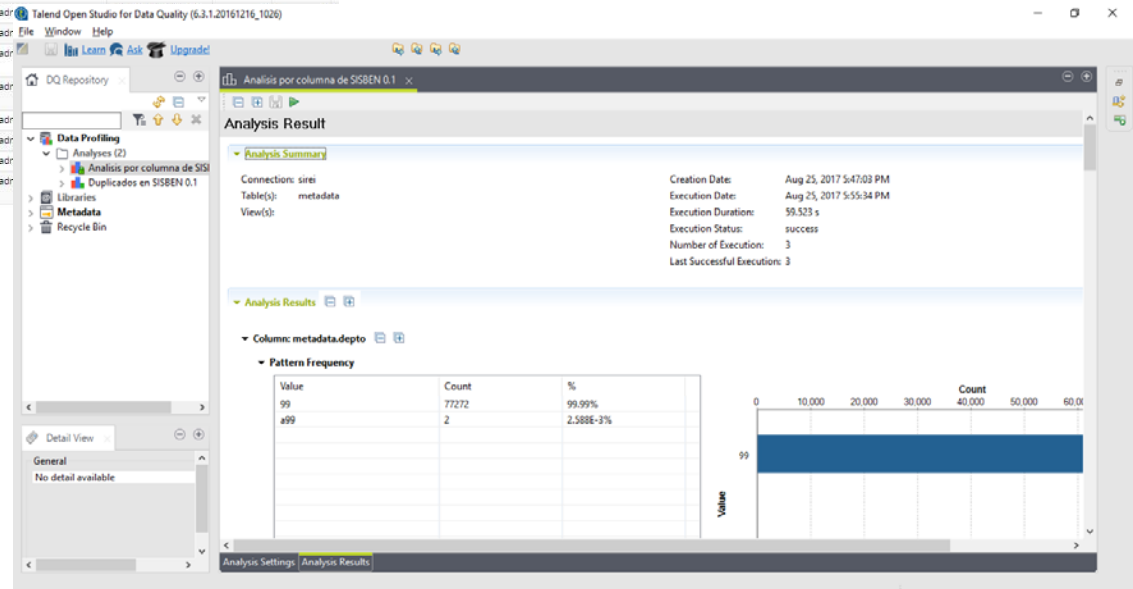 Talend Open Studio for Data Quality (6.3.1.20161216_1026)
File Window Help
Learn Ask Upgrade!
DQ Repository
Data Profiling
Analyses (2)
Analisis por columna de SISI
Duplicados en SISBEN 0.1
Libraries
Metadata
Recycle Bin
Detail View
General
No detail available
Analisis por columna de SISBEN 0.1
Analysis Result
Analysis Summary
Connection: sirei
Table(s): metadata
View(s):
Creation Date: Aug 25, 2017 5:47:03 PM
Execution Date: Aug 25, 2017 5:55:34 PM
Execution Duration: 59.523 s
Execution Status: success
Number of Execution: 3
Last Successful Execution: 3
Analysis Results
Column: metadata.depto
Pattern Frequency
Value Count %
99 77272 99.99%
a99 2 2.588E-3%
Count
0 10,000 20,000 30,000 40,000 50,000 60,0
99
Value
Analysis Settings Analysis Results